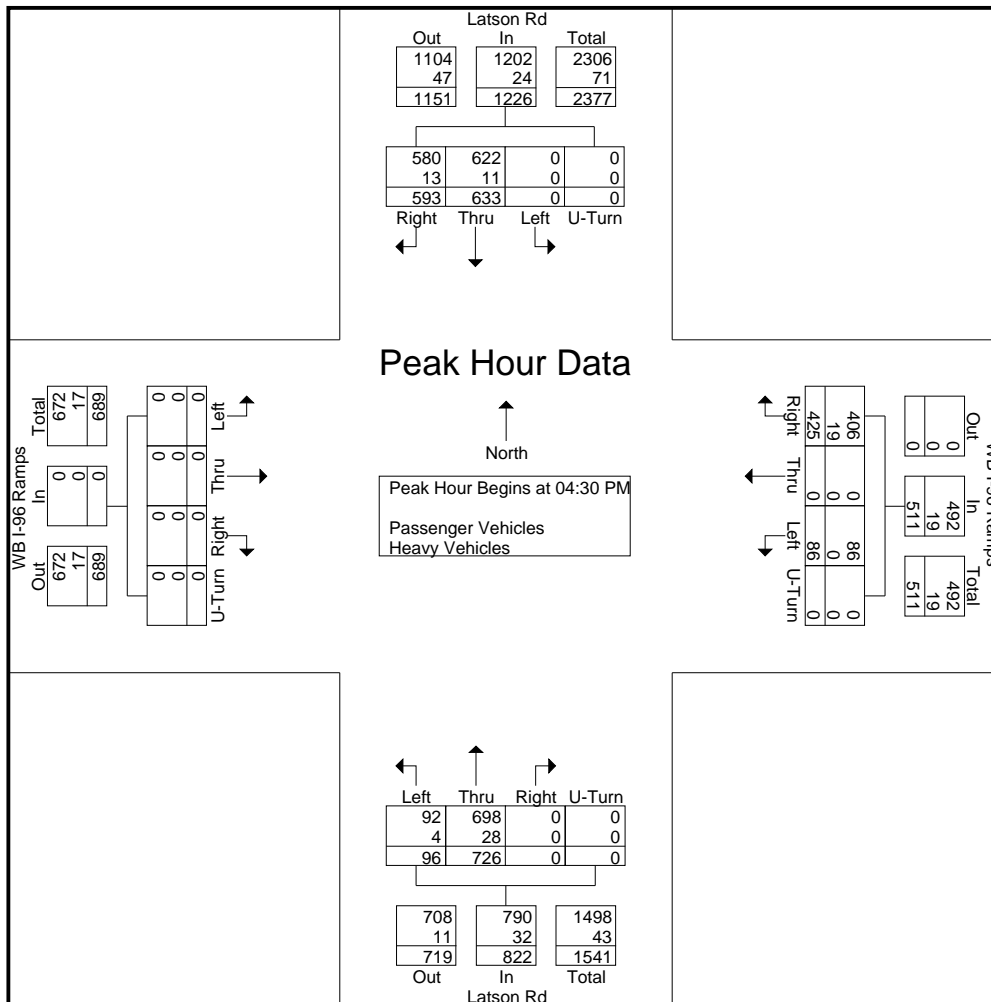 Latson Rd
Out In Total
1104 1202 2306
47 24 71
1151 1226 2377
580 622 0 0
13 11 0 0
593 633 0 0
Right Thru Left U-Turn
Peak Hour Data
North
Peak Hour Begins at 04:30 PM
Passenger Vehicles
Heavy Vehicles
WB I-96 Ramps
Out In Total
672 0 672
17 0 17
689 0 689
0 0 0 0
0 0 0 0
0 0 0 0
U-Turn Right Thru Left
Out In Total
0 492 492
0 19 19
0 511 511
406 0 86 0
19 0 0 0
425 0 86 0
Right Thru Left U-Turn
Left Thru Right U-Turn
92 698 0 0
4 28 0 0
96 726 0 0
708 790 1498
11 32 43
719 822 1541
Out In Total
Latson Rd